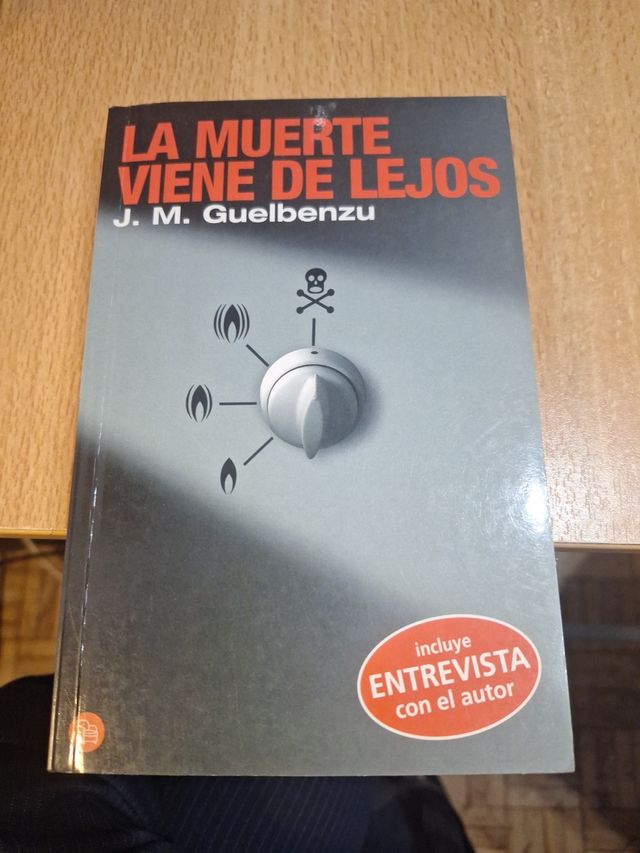 LA MUERTE
VIENE DE LEJOS
J. M. Guelbenzu
incluye
ENTREVISTA
con el autor